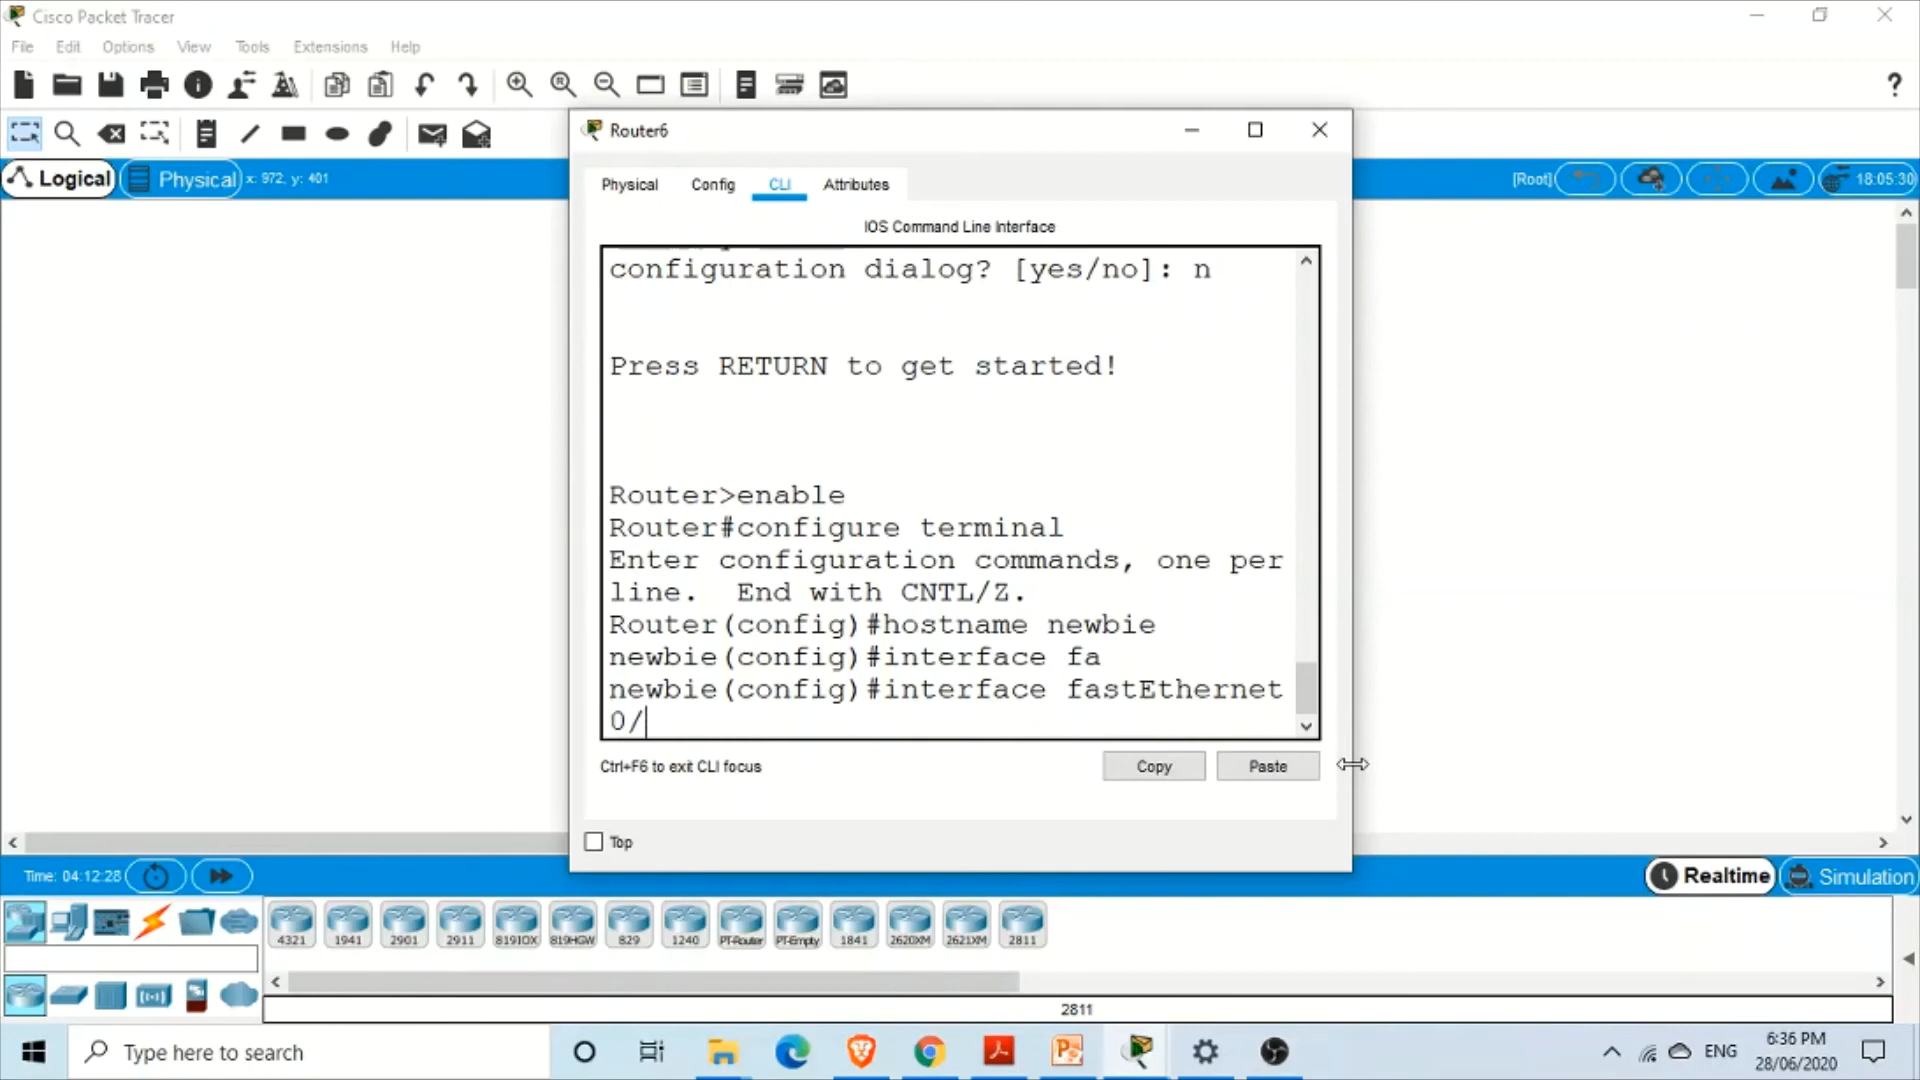 Cisco Packet Tracer
File Edit Options View Tools Extensions Help
?
Router6
Logical Physical x: 972, y: 401
[Root] 18:05:30
Physical Config CLI Attributes
IOS Command Line Interface
configuration dialog? [yes/no]: n
Press RETURN to get started!
Router>enable
Router#configure terminal
Enter configuration commands, one per
line.  End with CNTL/Z.
Router(config)#hostname newbie
newbie(config)#interface fa
newbie(config)#interface fastEthernet
0/
Ctrl+F6 to exit CLI focus Copy Paste
Top
Time: 04:12:28 Realtime Simulation
4321 1941 2901 2911 819IOX 819HGW 829 1240 PT-Router PT-Empty 1841 2620XM 2621XM 2811
2811
Type here to search
ENG
6:36 PM
28/06/2020